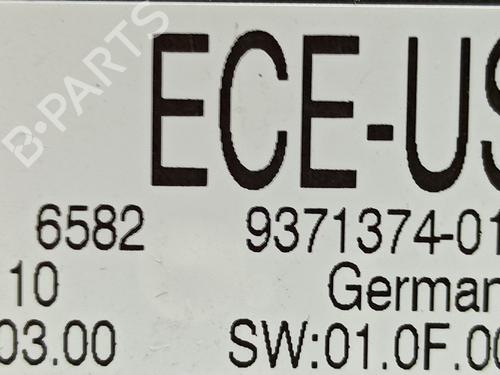 B-PARTS
ECE-US
6582 9371374-01
10 German
03.00 SW:01.0F.00